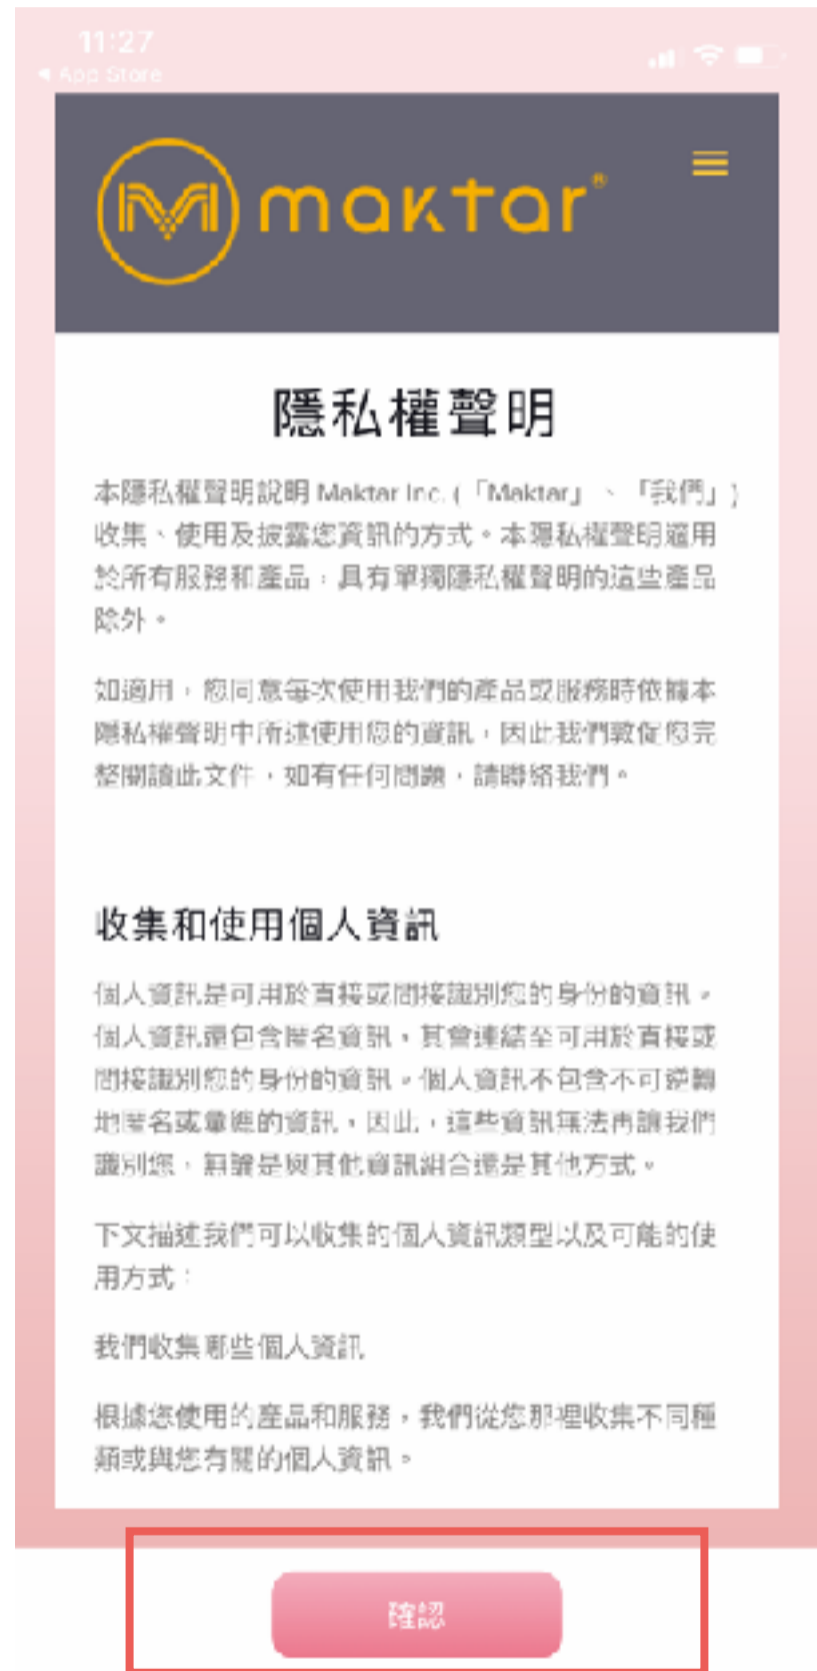 11:27
◀ App Store
maktar®
隱私權聲明
本隱私權聲明說明 Maktar Inc. (「Maktar」、「我們」)
收集、使用及披露您資訊的方式。本隱私權聲明適用
於所有服務和產品，具有單獨隱私權聲明的這些產品
除外。
如適用，您同意每次使用我們的產品或服務時依據本
隱私權聲明中所述使用您的資訊，因此我們敦促您完
整閱讀此文件，如有任何問題，請聯絡我們。
收集和使用個人資訊
個人資訊是可用於直接或間接識別您的身份的資訊。
個人資訊還包含匿名資訊，其會連結至可用於直接或
間接識別您的身份的資訊。個人資訊不包含不可逆轉
地匿名或彙總的資訊，因此，這些資訊無法再讓我們
識別您，無論是與其他資訊組合還是其他方式。
下文描述我們可以收集的個人資訊類型以及可能的使
用方式：
我們收集哪些個人資訊
根據您使用的產品和服務，我們從您那裡收集不同種
類或與您有關的個人資訊。
確認